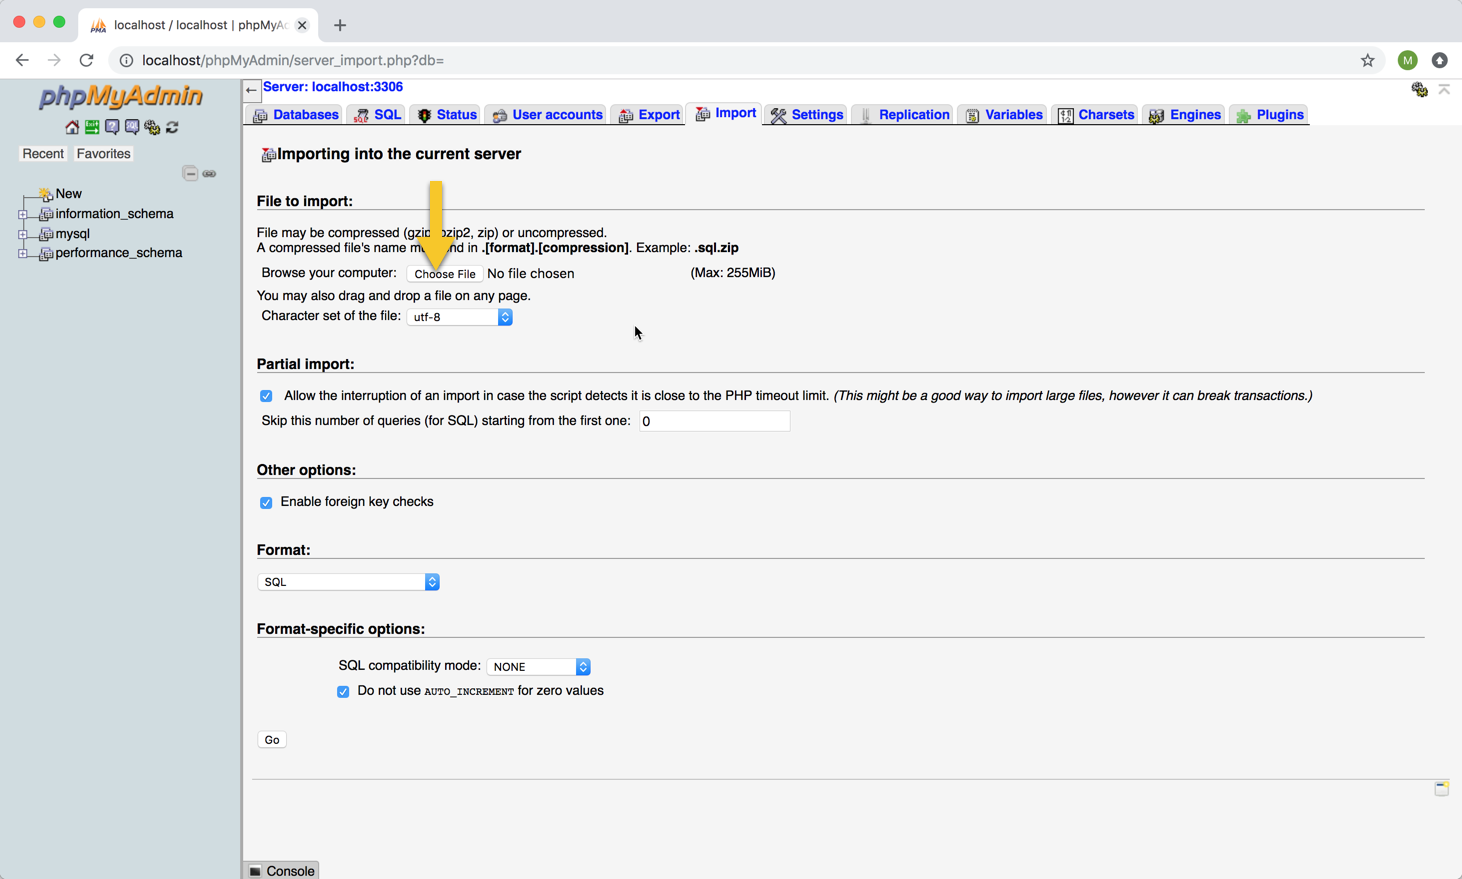 localhost / localhost | phpMyAd
localhost/phpMyAdmin/server_import.php?db=
M
phpMyAdmin
Recent Favorites
New
information_schema
mysql
performance_schema
Server: localhost:3306
Databases SQL Status User accounts Export Import Settings Replication Variables Charsets Engines Plugins
Importing into the current server
File to import:
File may be compressed (gzip, bzip2, zip) or uncompressed.
A compressed file's name must end in .[format].[compression]. Example: .sql.zip
Browse your computer: Choose File No file chosen (Max: 255MiB)
You may also drag and drop a file on any page.
Character set of the file: utf-8
Partial import:
Allow the interruption of an import in case the script detects it is close to the PHP timeout limit. (This might be a good way to import large files, however it can break transactions.)
Skip this number of queries (for SQL) starting from the first one: 0
Other options:
Enable foreign key checks
Format:
SQL
Format-specific options:
SQL compatibility mode: NONE
Do not use AUTO_INCREMENT for zero values
Go
Console